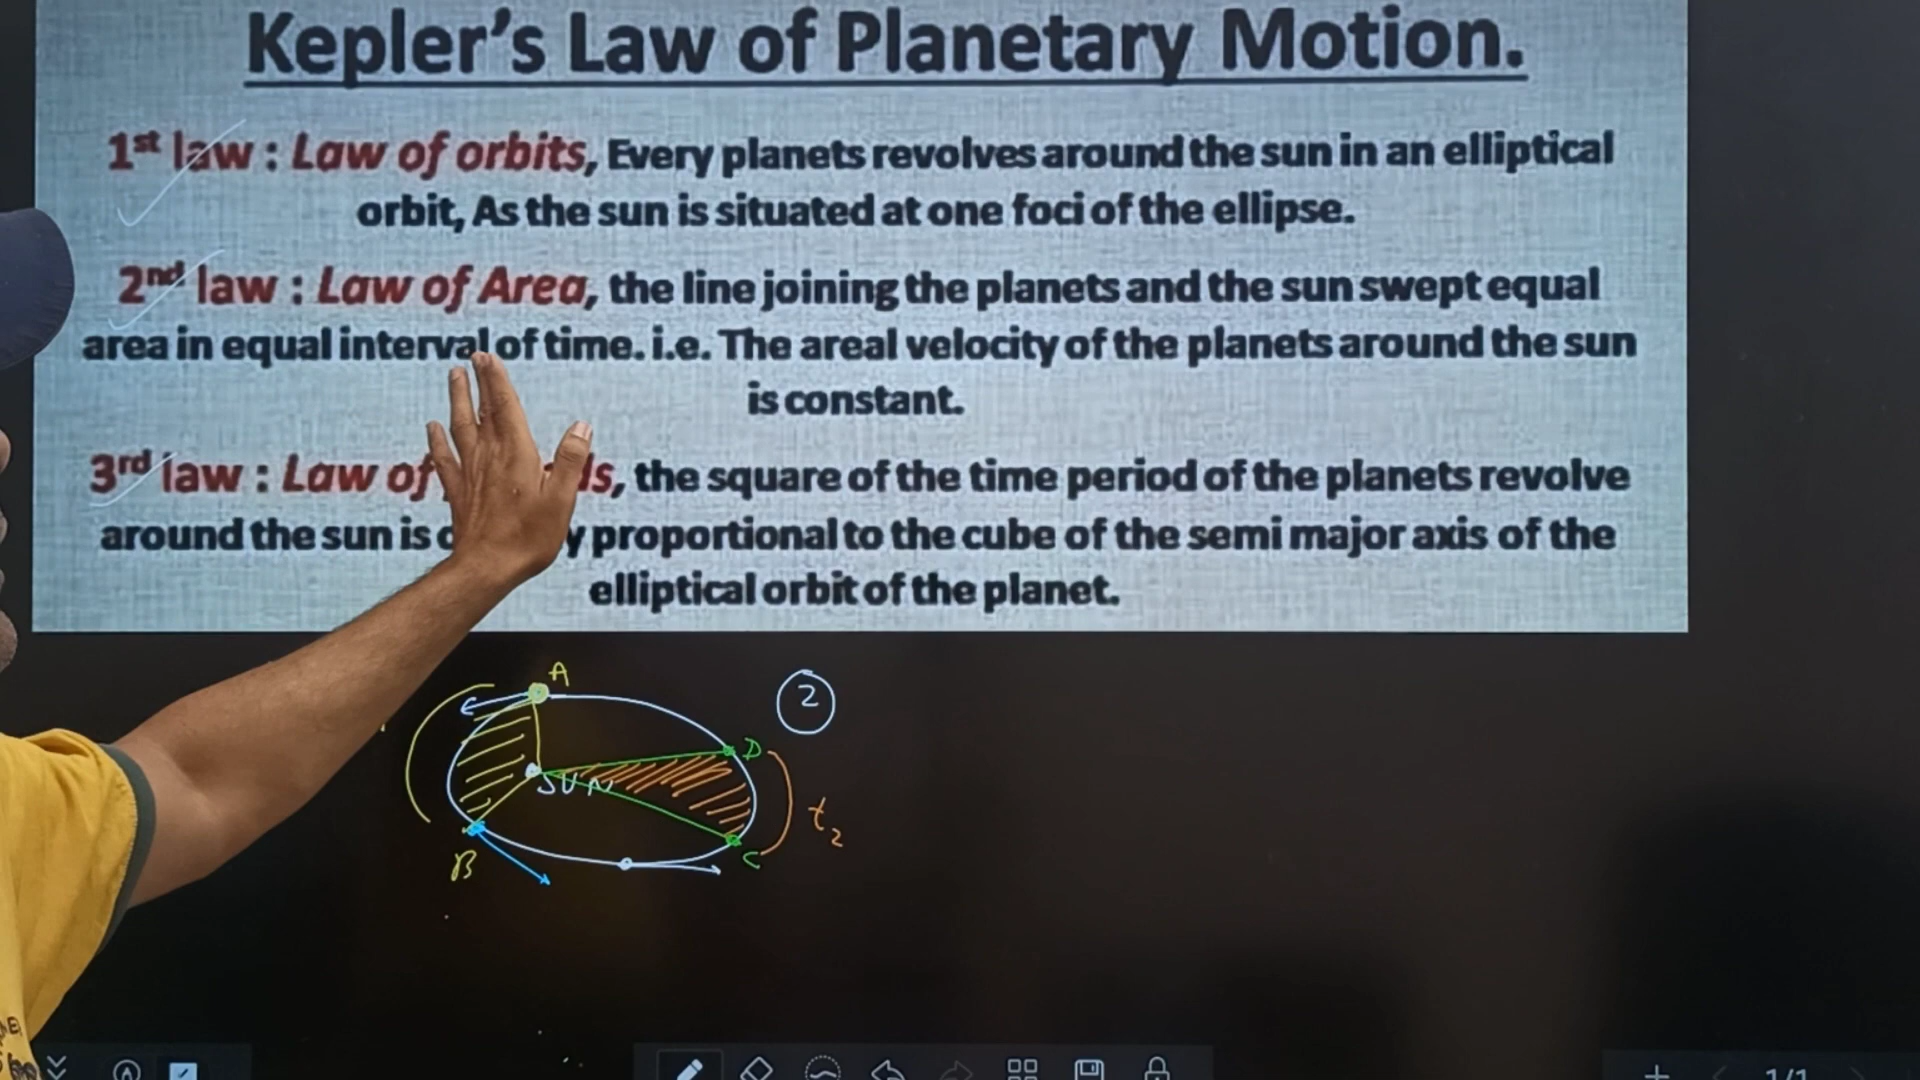 Kepler's Law of Planetary Motion.
1st law : Law of orbits, Every planets revolves around the sun in an elliptical
orbit, As the sun is situated at one foci of the ellipse.
2nd law : Law of Area, the line joining the planets and the sun swept equal
area in equal interval of time. i.e. The areal velocity of the planets around the sun
is constant.
3rd law : Law of the square of the time period of the planets revolve
around the sun is proportional to the cube of the semi major axis of the
elliptical orbit of the planet.
A
2
D
SUN
t2
B
C
1/1